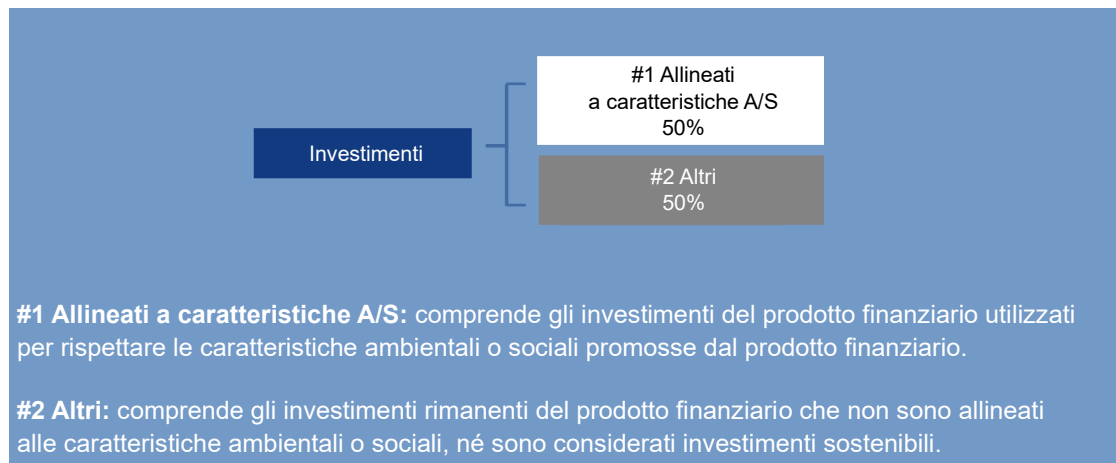 #1 Allineati
a caratteristiche A/S
50%
Investimenti
#2 Altri
50%
#1 Allineati a caratteristiche A/S: comprende gli investimenti del prodotto finanziario utilizzati
per rispettare le caratteristiche ambientali o sociali promosse dal prodotto finanziario.
#2 Altri: comprende gli investimenti rimanenti del prodotto finanziario che non sono allineati
alle caratteristiche ambientali o sociali, né sono considerati investimenti sostenibili.